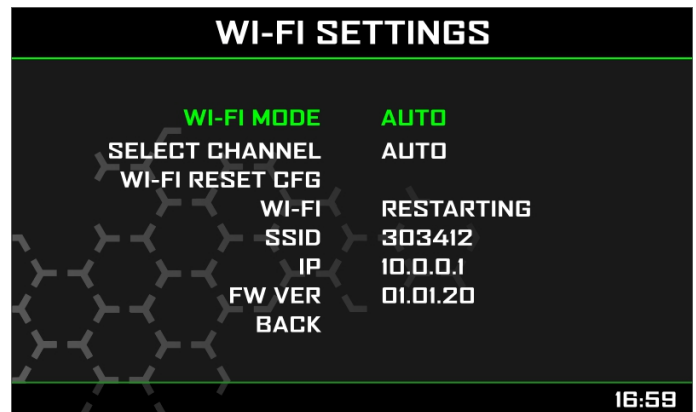 WI-FI SETTINGS
WI-FI MODE AUTO
SELECT CHANNEL AUTO
WI-FI RESET CFG
WI-FI RESTARTING
SSID 303412
IP 10.0.0.1
FW VER 01.01.20
BACK
16:59